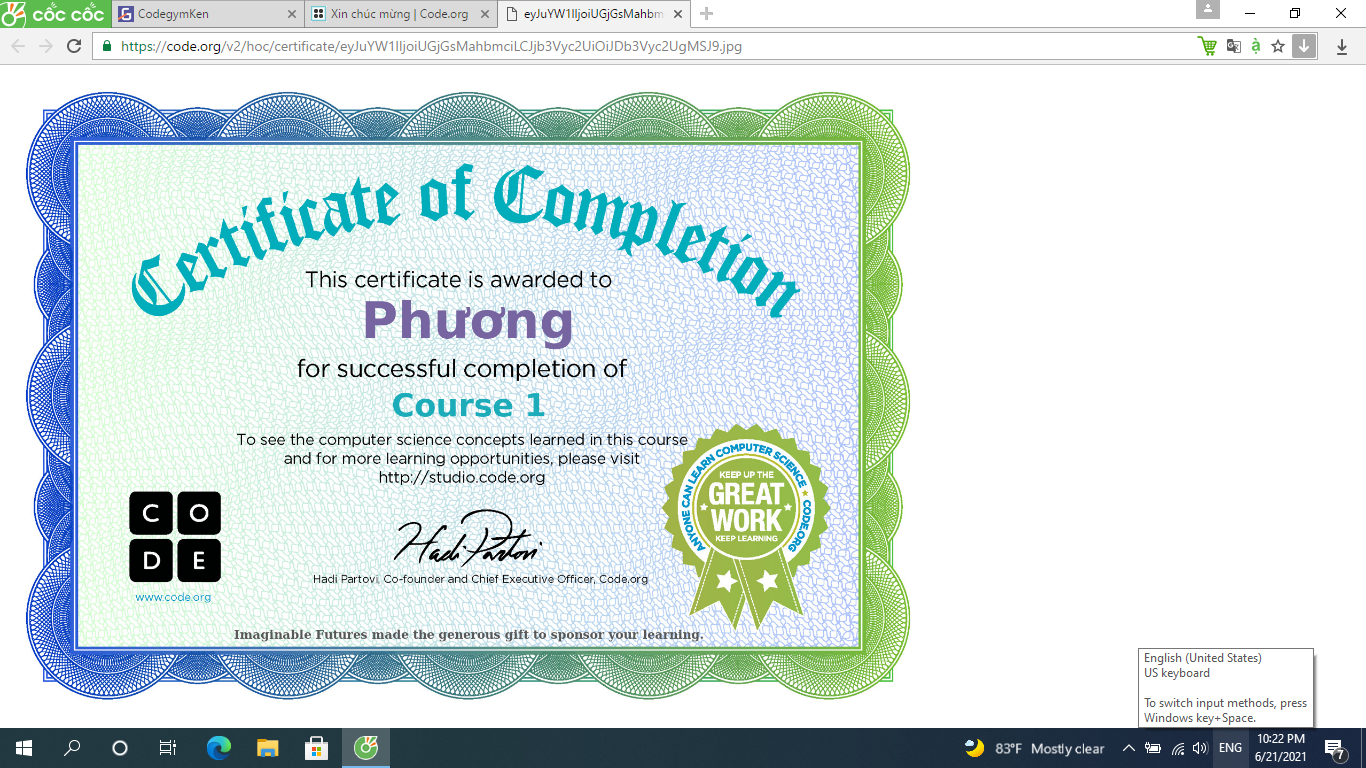 cốc cốc
CodegymKen
Xin chúc mừng | Code.org
eyJuYW1lIjoiUGjGsMahbm
https://code.org/v2/hoc/certificate/eyJuYW1lIjoiUGjGsMahbmciLCJjb3Vyc2UiOiJDb3Vyc2UgMSJ9.jpg
Certificate of Completion
This certificate is awarded to
Phương
for successful completion of
Course 1
To see the computer science concepts learned in this course
and for more learning opportunities, please visit
http://studio.code.org
ANYONE CAN LEARN COMPUTER SCIENCE ★ CODE.ORG
KEEP UP THE
GREAT
WORK
KEEP LEARNING
C O
D E
www.code.org
Hadi Partovi
Hadi Partovi, Co-founder and Chief Executive Officer, Code.org
Imaginable Futures made the generous gift to sponsor your learning.
English (United States)
US keyboard
To switch input methods, press
Windows key+Space.
83°F Mostly clear
ENG
10:22 PM
6/21/2021
7